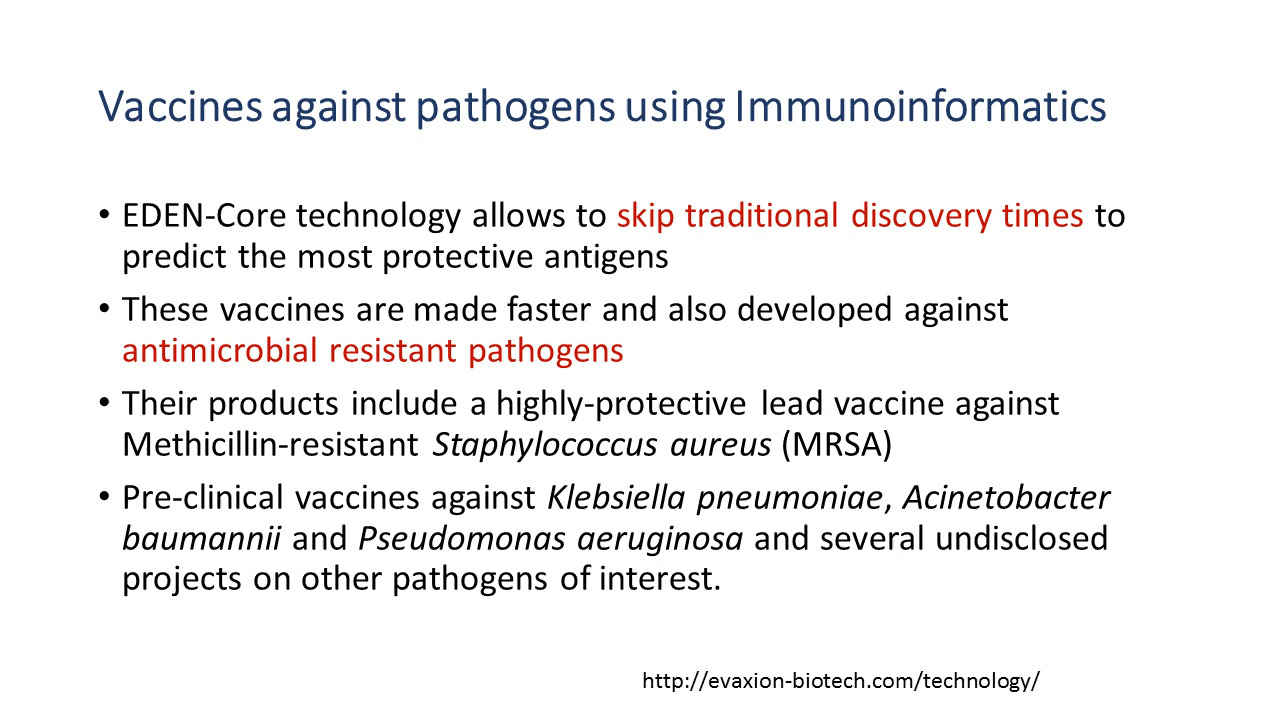 Vaccines against pathogens using Immunoinformatics
• EDEN-Core technology allows to skip traditional discovery times to
predict the most protective antigens
• These vaccines are made faster and also developed against
antimicrobial resistant pathogens
• Their products include a highly-protective lead vaccine against
Methicillin-resistant Staphylococcus aureus (MRSA)
• Pre-clinical vaccines against Klebsiella pneumoniae, Acinetobacter
baumannii and Pseudomonas aeruginosa and several undisclosed
projects on other pathogens of interest.
http://evaxion-biotech.com/technology/